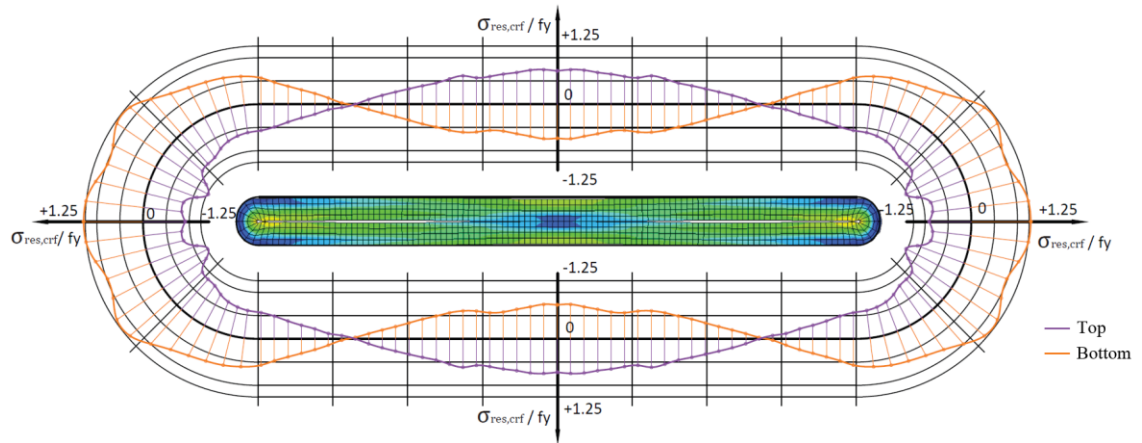 σres,crf / fy
+1.25
0
-1.25
+1.25
0
-1.25
-1.25
0
+1.25
σres,crf / fy
σres,crf / fy
-1.25
0
Top
Bottom
+1.25
σres,crf / fy